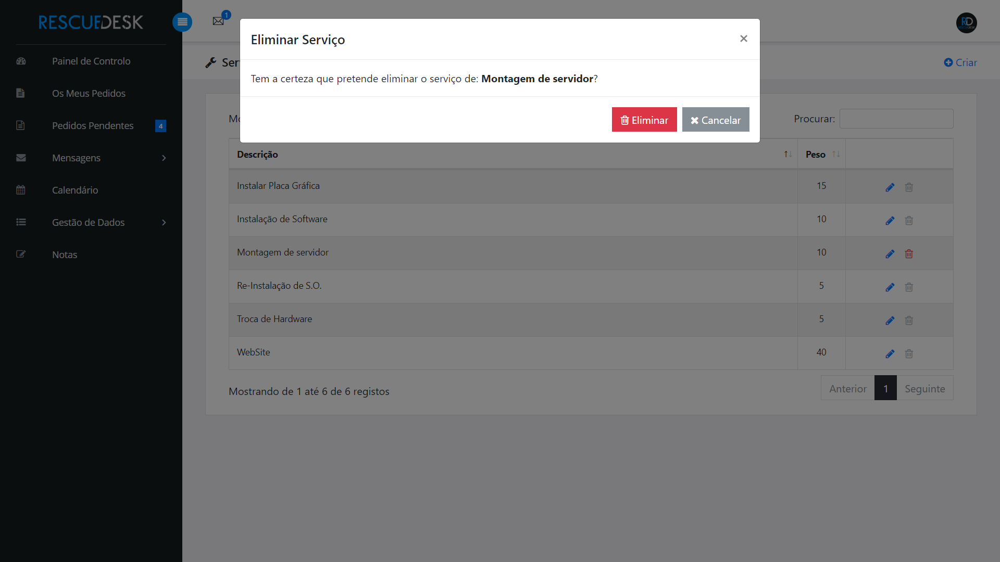 RESCUEDESK
1
RD
Painel de Controlo
Os Meus Pedidos
Pedidos Pendentes 4
Mensagens
Calendário
Gestão de Dados
Notas
Criar
Eliminar Serviço
×
Tem a certeza que pretende eliminar o serviço de: Montagem de servidor?
Eliminar Cancelar
Procurar:
Descrição Peso
Instalar Placa Gráfica 15
Instalação de Software 10
Montagem de servidor 10
Re-Instalação de S.O. 5
Troca de Hardware 5
WebSite 40
Mostrando de 1 até 6 de 6 registos
Anterior 1 Seguinte